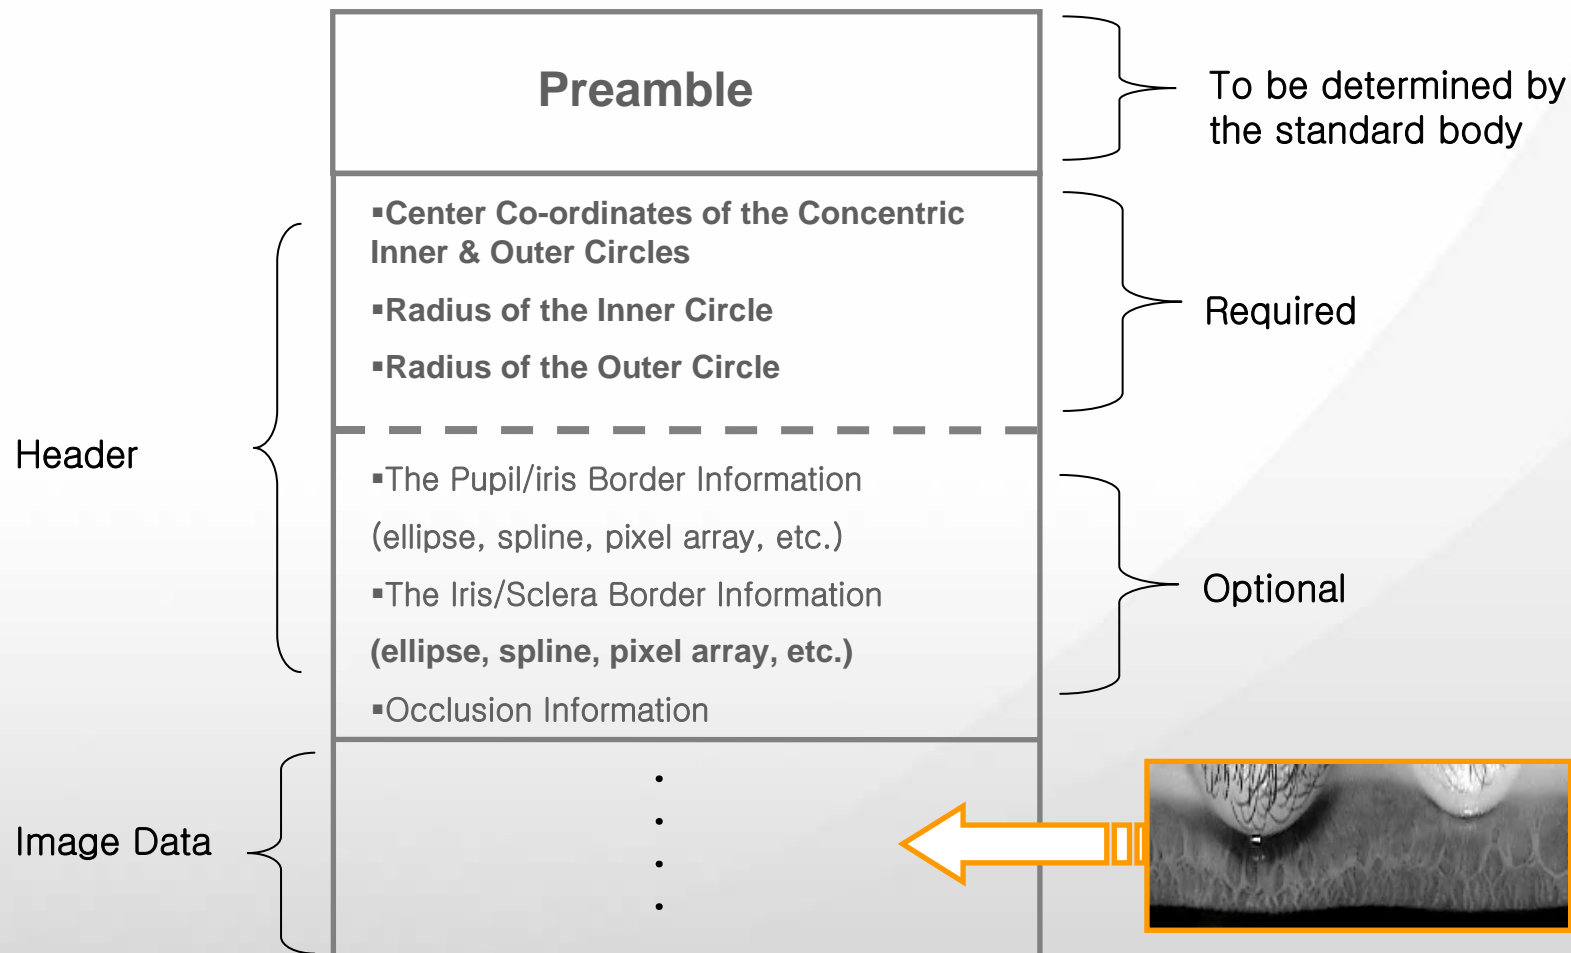 Preamble
To be determined by
the standard body
▪Center Co-ordinates of the Concentric
Inner & Outer Circles
▪Radius of the Inner Circle
▪Radius of the Outer Circle
Required
Header
▪The Pupil/iris Border Information
(ellipse, spline, pixel array, etc.)
▪The Iris/Sclera Border Information
(ellipse, spline, pixel array, etc.)
▪Occlusion Information
Optional
Image Data